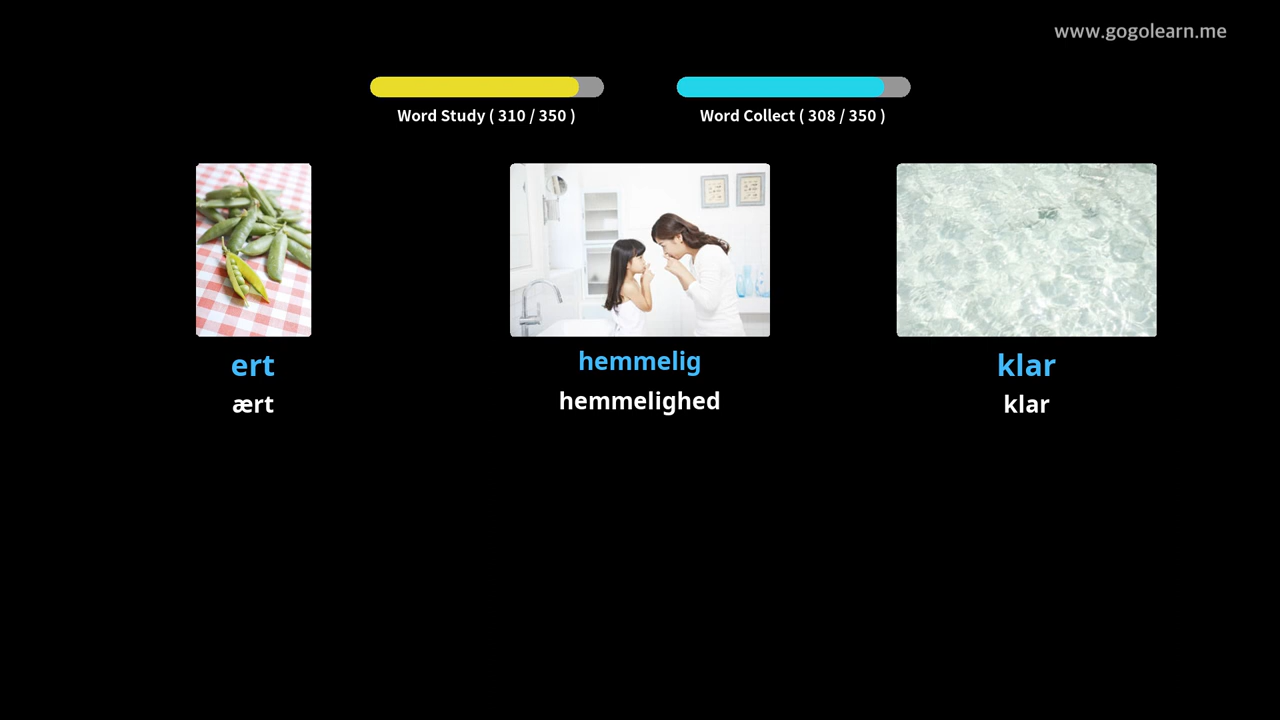 www.gogolearn.me
Word Study ( 310 / 350 )
Word Collect ( 308 / 350 )
ert
ært
hemmelig
hemmelighed
klar
klar